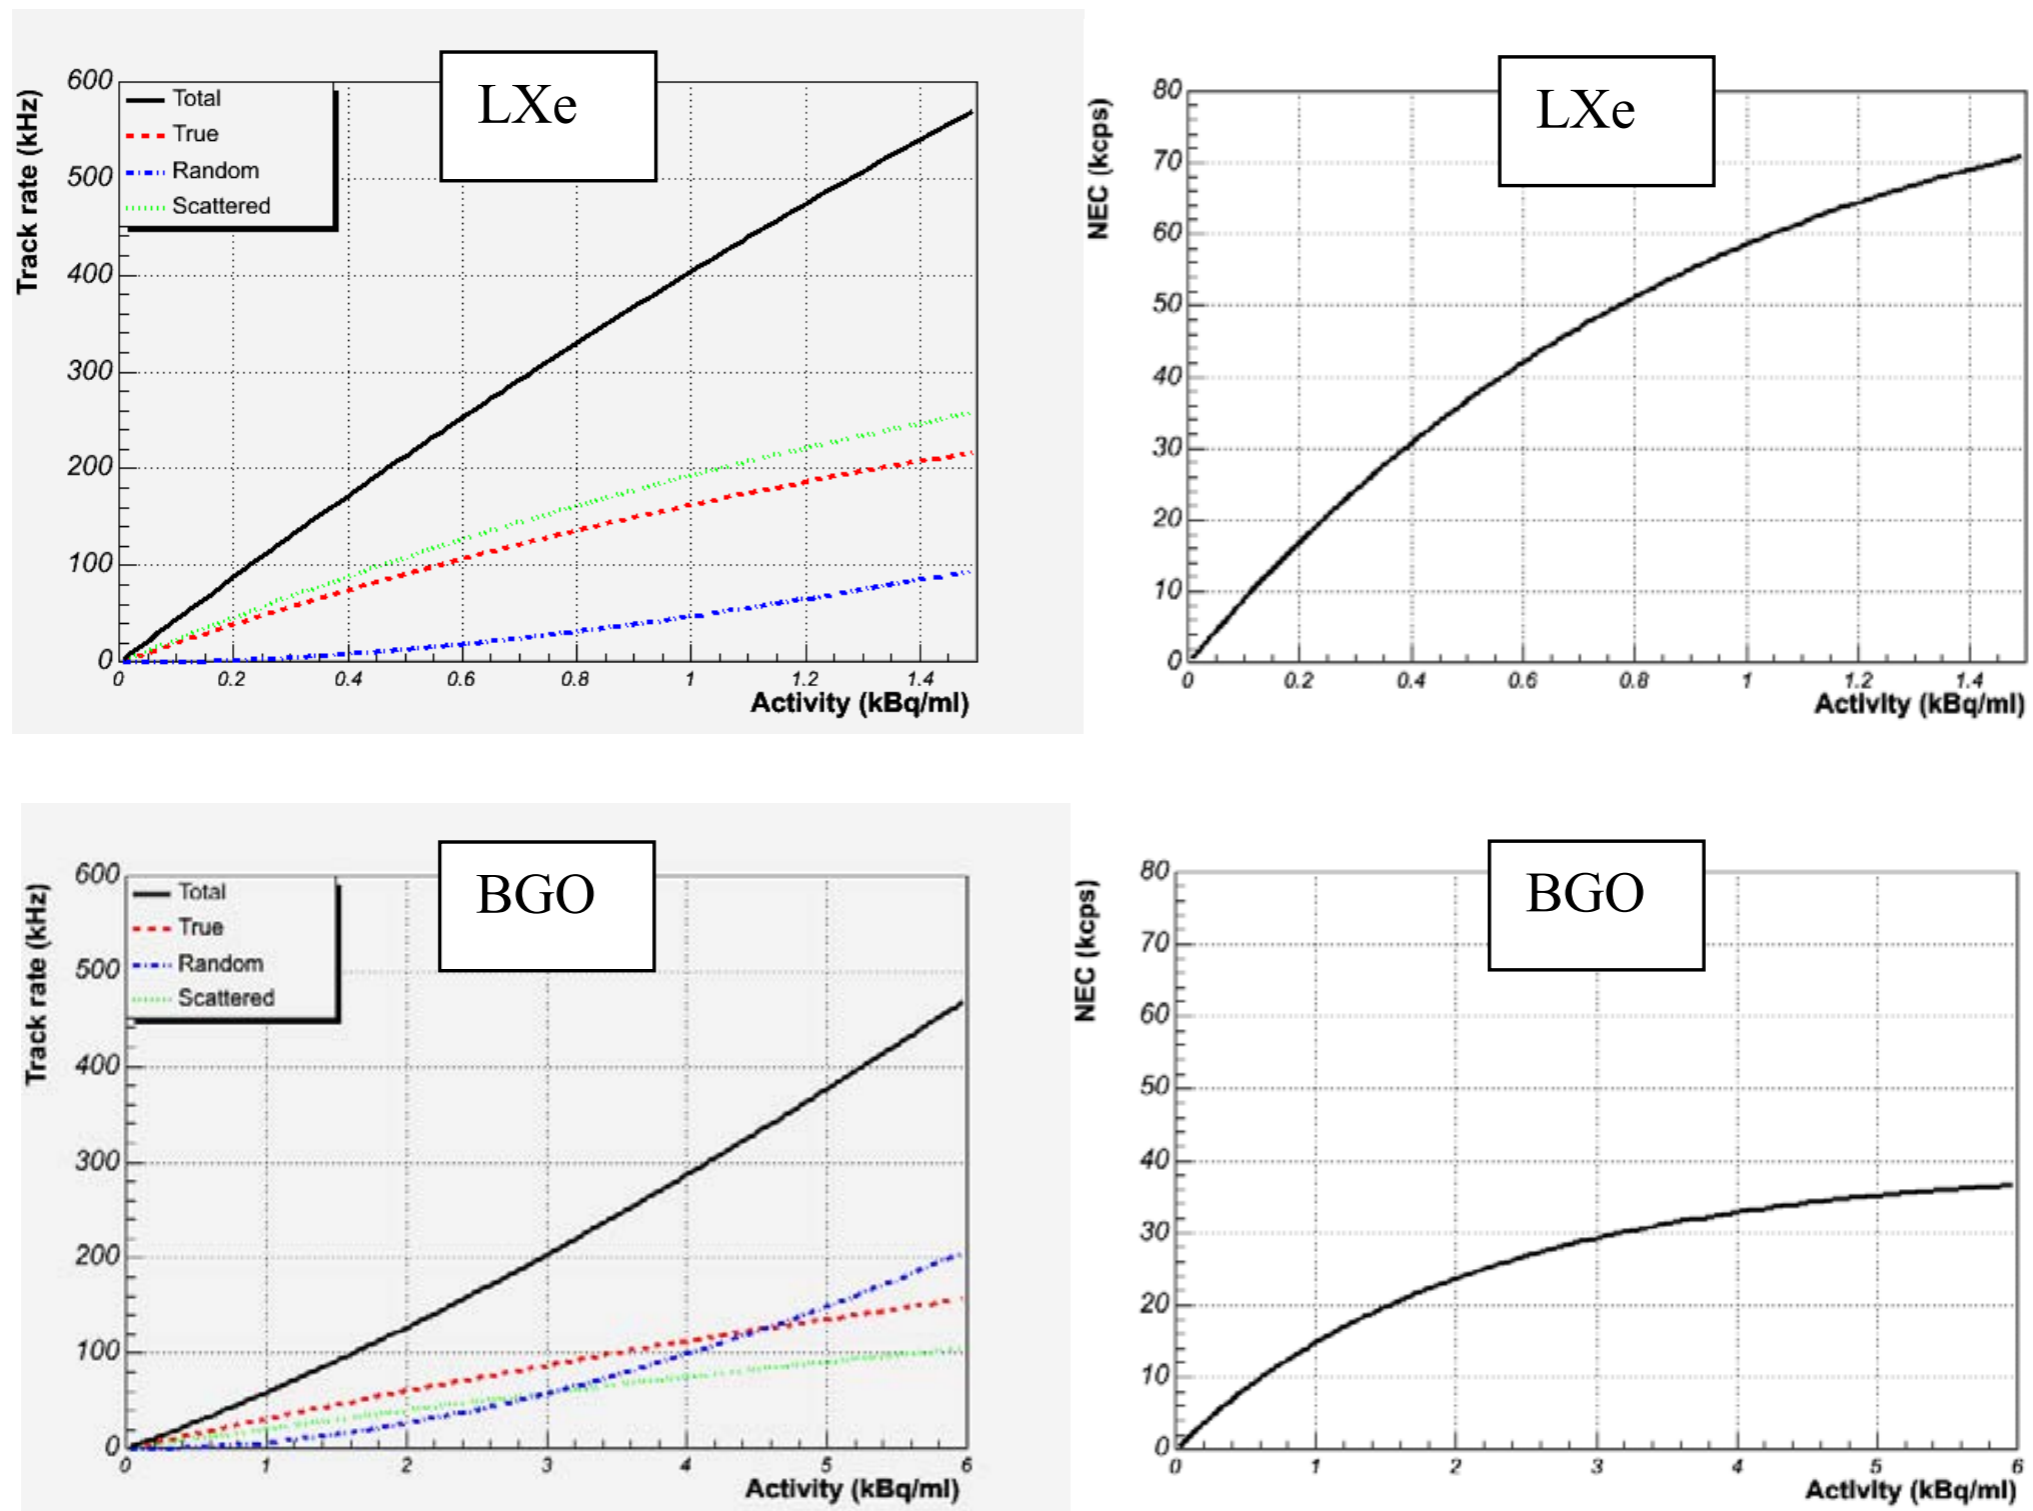 LXe
Track rate (kHz)
600
500
400
300
200
100
0
Total
True
Random
Scattered
0 0.2 0.4 0.6 0.8 1 1.2 1.4
Activity (kBq/ml)
LXe
NEC (kcps)
80
70
60
50
40
30
20
10
0
0 0.2 0.4 0.6 0.8 1 1.2 1.4
Activity (kBq/ml)
BGO
Track rate (kHz)
600
500
400
300
200
100
0
Total
True
Random
Scattered
0 1 2 3 4 5 6
Activity (kBq/ml)
BGO
NEC (kcps)
80
70
60
50
40
30
20
10
0
0 1 2 3 4 5 6
Activity (kBq/ml)